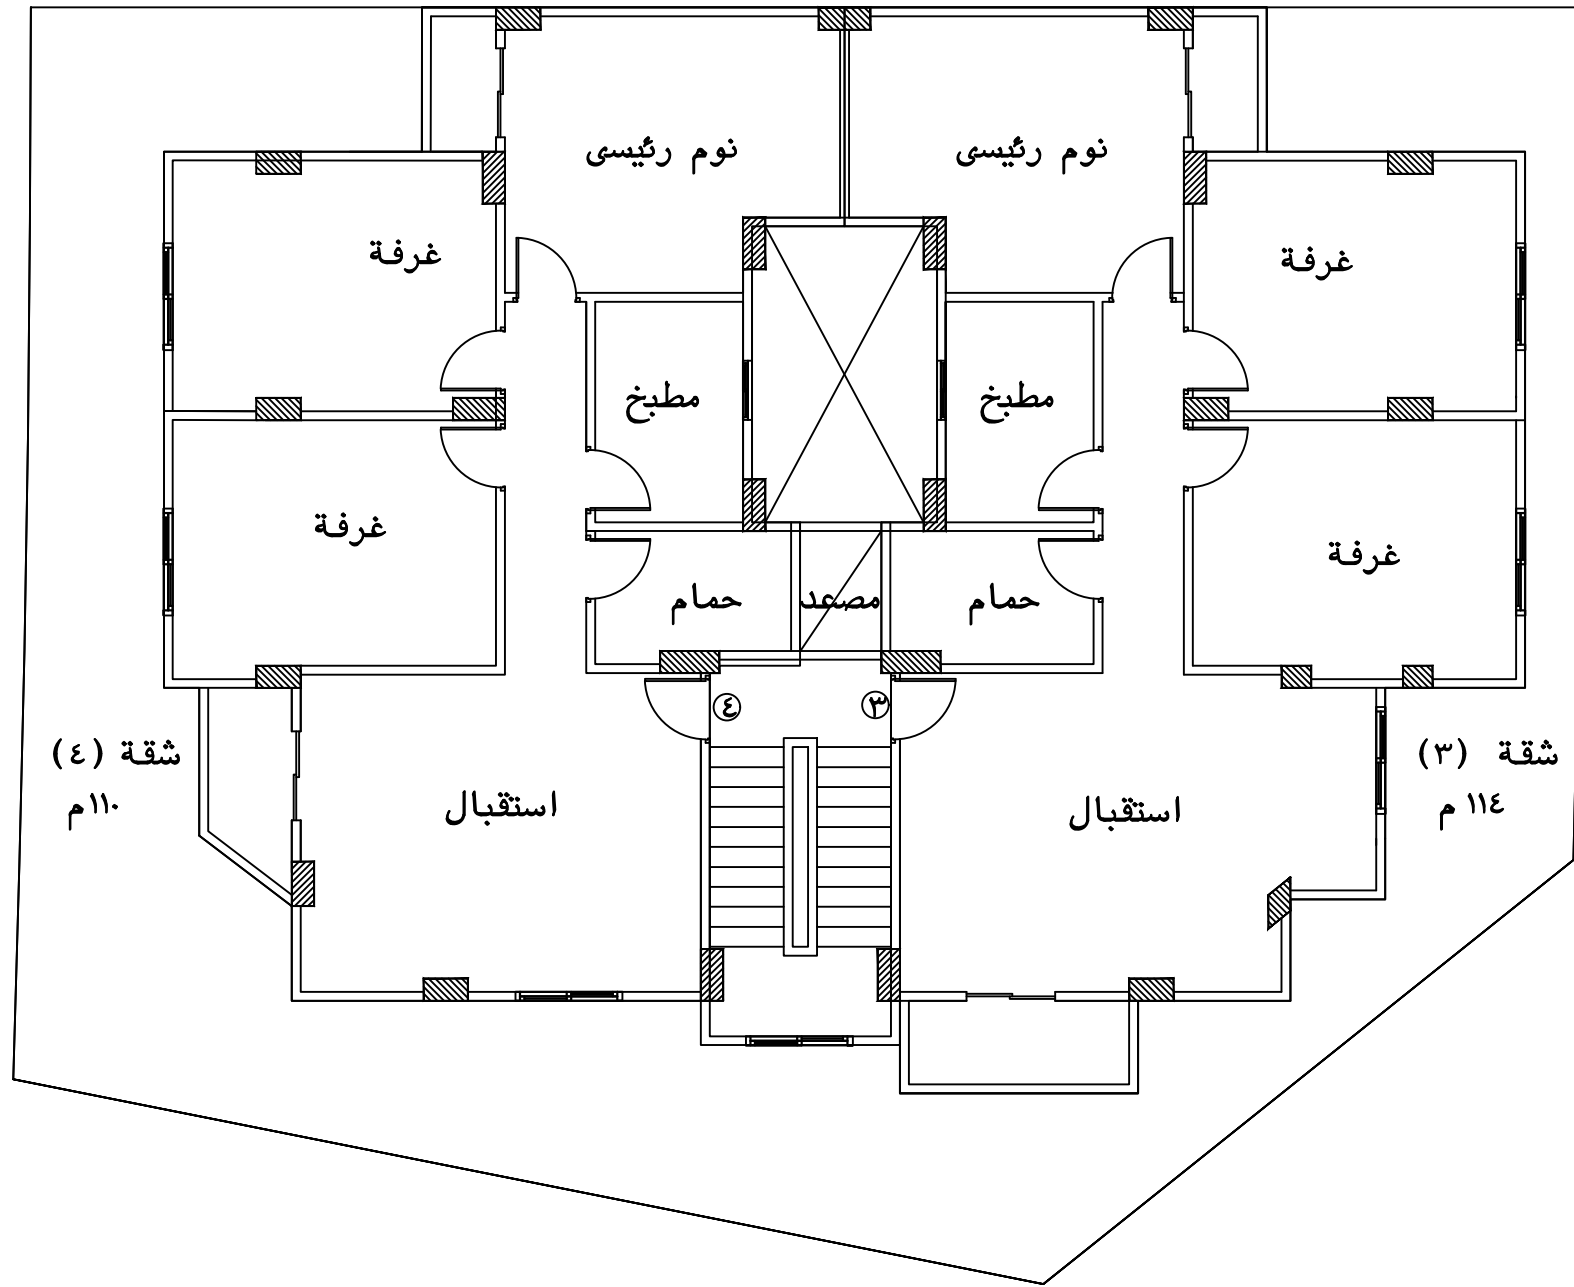 نوم رئيسى
نوم رئيسى
غرفة
غرفة
مطبخ
مطبخ
غرفة
غرفة
حمام
مصعد
حمام
٣
٤
شقة (٣)
١١٤ م
شقة (٤)
١١٠ م
استقبال
استقبال